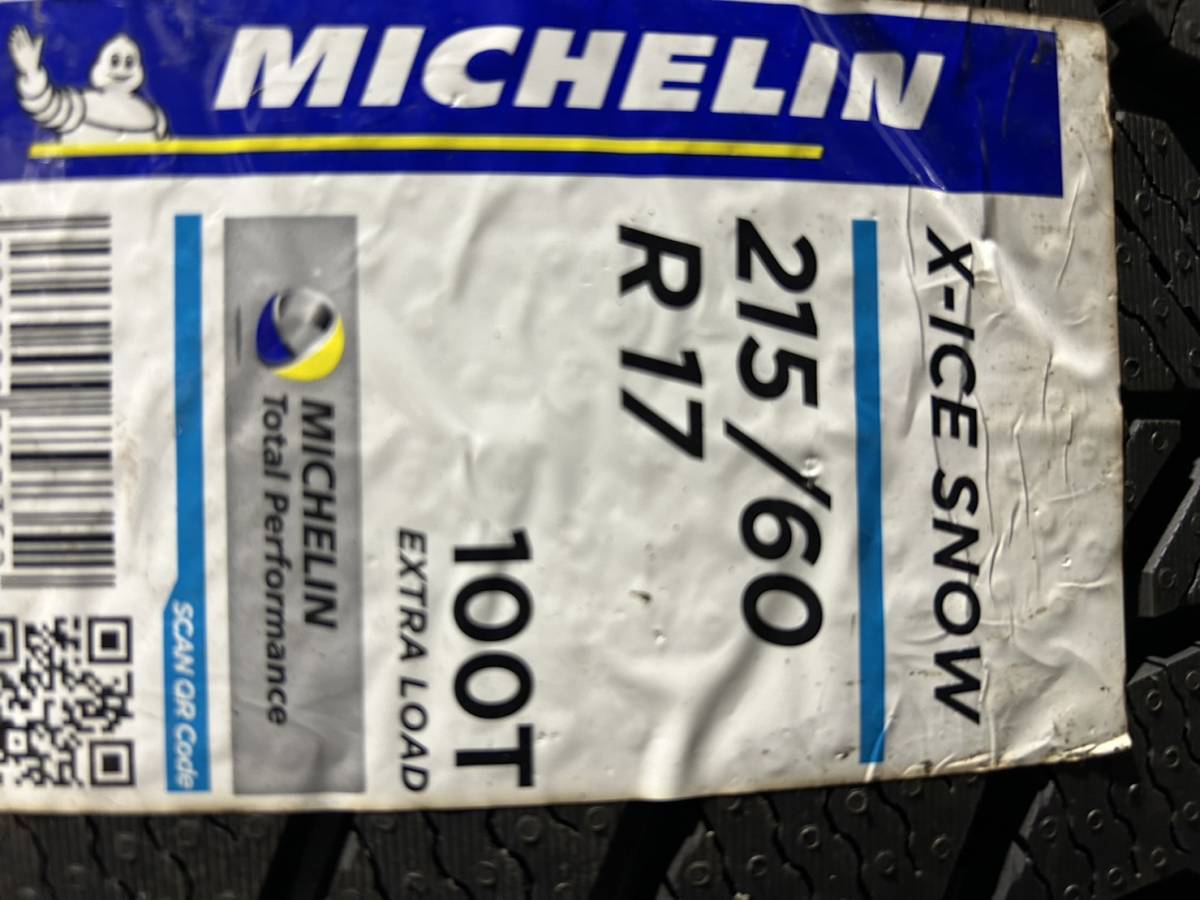 MICHELIN
X-ICE SNOW
215/60
R 17
100T
EXTRA LOAD
MICHELIN
Total Performance
SCAN QR Code